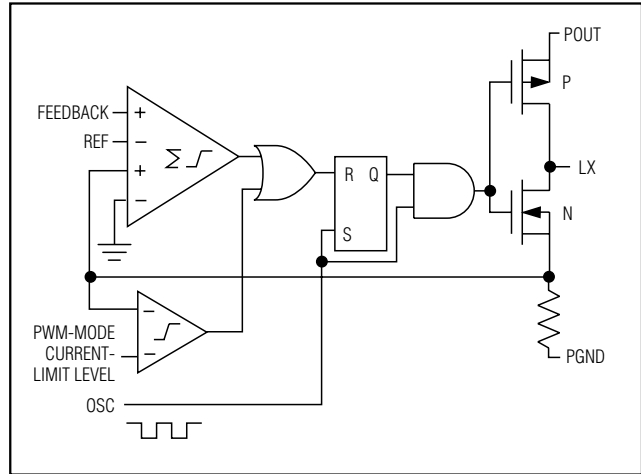 POUT
P
FEEDBACK
+
REF
−
+
−
Σ
R Q
S
LX
N
−
−
PWM-MODE
CURRENT-
LIMIT LEVEL
PGND
OSC